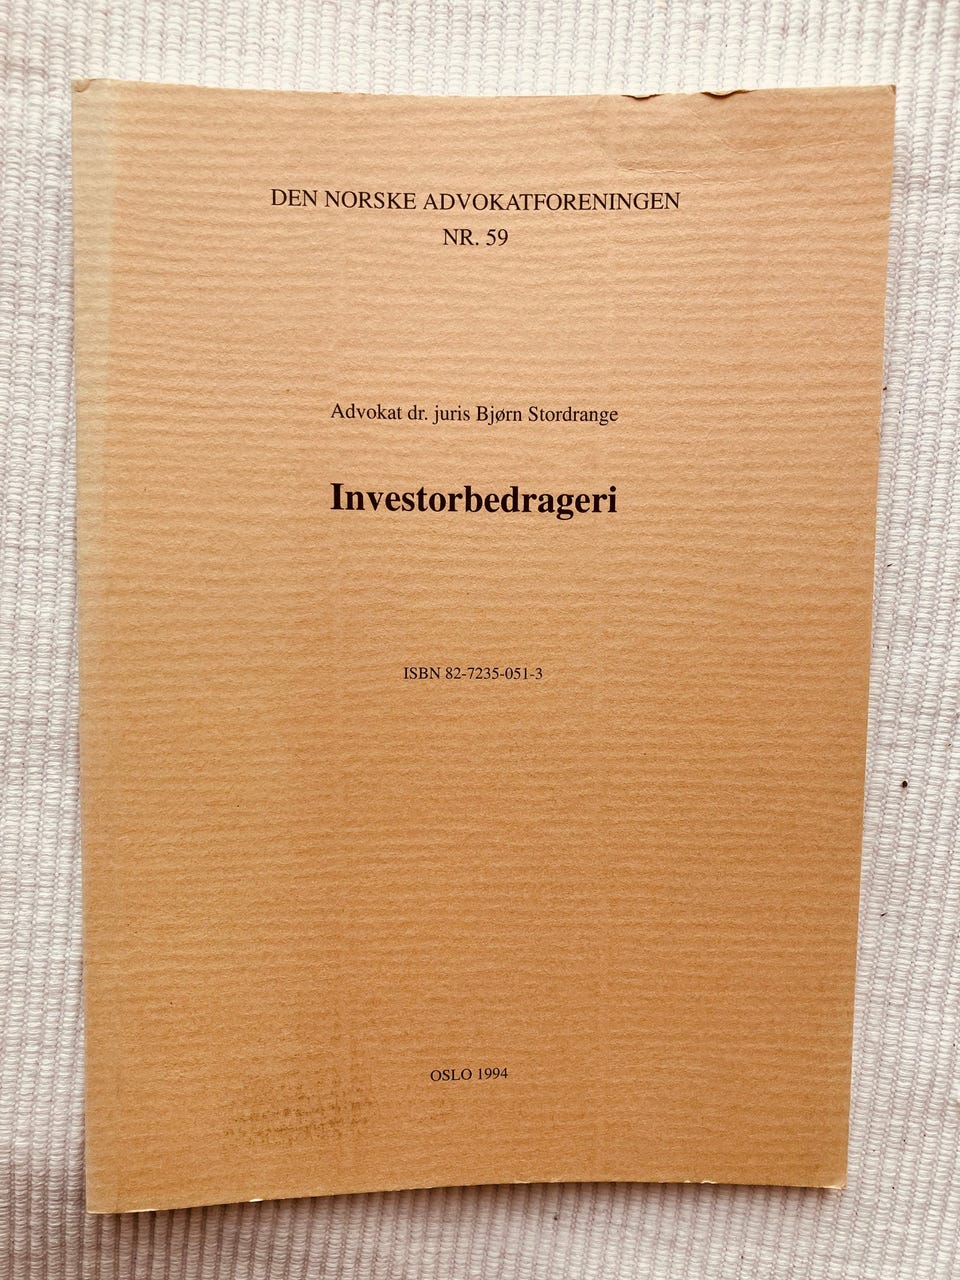 DEN NORSKE ADVOKATFORENINGEN
NR. 59
Advokat dr. juris Bjørn Stordrange
Investorbedrageri
ISBN 82-7235-051-3
OSLO 1994